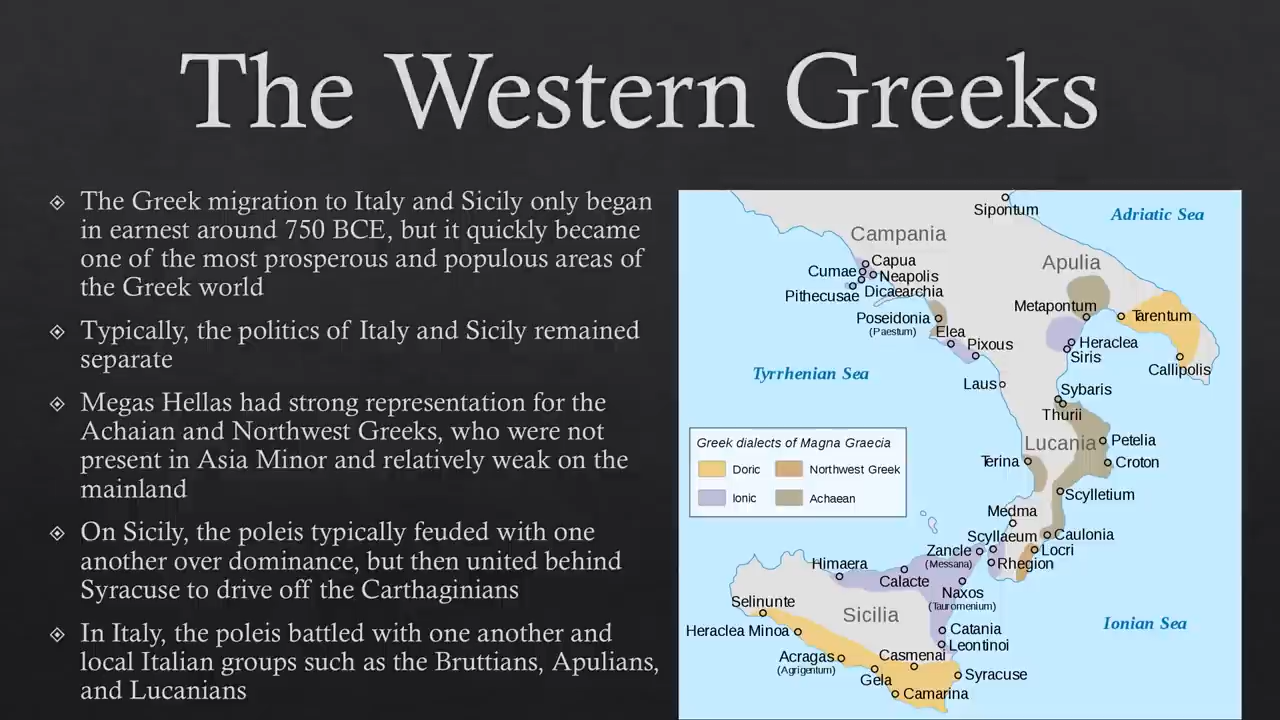 The Western Greeks
The Greek migration to Italy and Sicily only began
in earnest around 750 BCE, but it quickly became
one of the most prosperous and populous areas of
the Greek world
Typically, the politics of Italy and Sicily remained
separate
Megas Hellas had strong representation for the
Achaian and Northwest Greeks, who were not
present in Asia Minor and relatively weak on the
mainland
On Sicily, the poleis typically feuded with one
another over dominance, but then united behind
Syracuse to drive off the Carthaginians
In Italy, the poleis battled with one another and
local Italian groups such as the Bruttians, Apulians,
and Lucanians
Sipontum
Adriatic Sea
Campania
Capua
Apulia
Cumae
Neapolis
Pithecusae
Dicaearchia
Metapontum
Poseidonia
(Paestum)
Tarentum
Elea
Pixous
Heraclea
Siris
Callipolis
Tyrrhenian Sea
Laus
Sybaris
Thurii
Greek dialects of Magna Graecia
Doric
Northwest Greek
Ionic
Achaean
Lucania
Petelia
Terina
Croton
Scylletium
Medma
Scyllaeum
Caulonia
Zancle
(Messana)
Locri
Rhegion
Himaera
Calacte
Naxos
(Tauromenium)
Selinunte
Sicilia
Heraclea Minoa
Catania
Leontinoi
Ionian Sea
Acragas
(Agrigentum)
Casmenai
Gela
Syracuse
Camarina